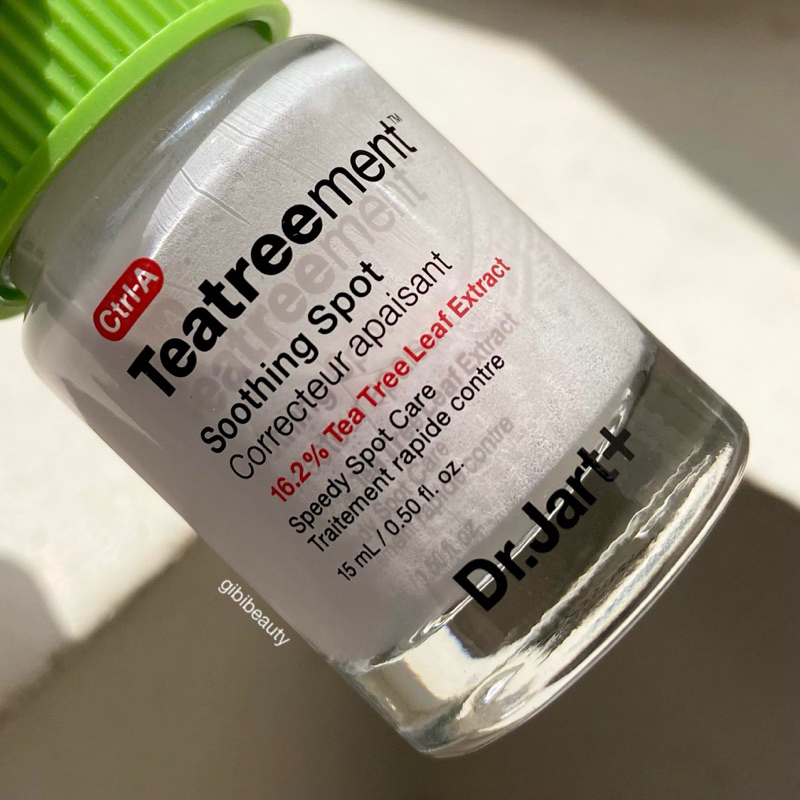 Ctrl-A
Teatreement™
Soothing Spot
Correcteur apaisant
16.2% Tea Tree Leaf Extract
Speedy Spot Care
Traitement rapide contre
15 mL / 0.50 fl. oz.
Dr.Jart+
gibibeauty